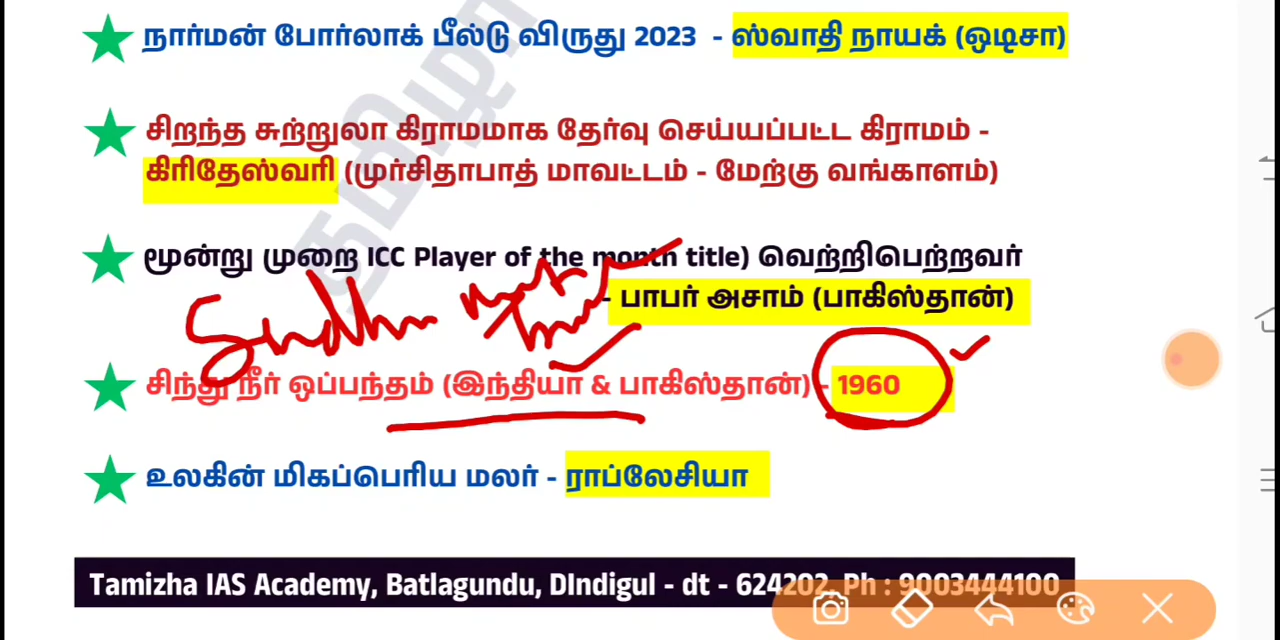 நார்மன் போர்லாக் பீல்டு விருது 2023 - ஸ்வாதி நாயக் (ஒடிசா)
சிறந்த சுற்றுலா கிராமமாக தேர்வு செய்யப்பட்ட கிராமம் -
கிரிதேஸ்வரி (முர்சிதாபாத் மாவட்டம் - மேற்கு வங்காளம்)
மூன்று முறை ICC Player of the month title) வெற்றிபெற்றவர்
- பாபர் அசாம் (பாகிஸ்தான்)
சிந்து நீர் ஒப்பந்தம் (இந்தியா & பாகிஸ்தான்) - 1960
உலகின் மிகப்பெரிய மலர் - ராப்லேசியா
Tamizha IAS Academy, Batlagundu, DIndigul - dt - 624202, Ph : 9003444100